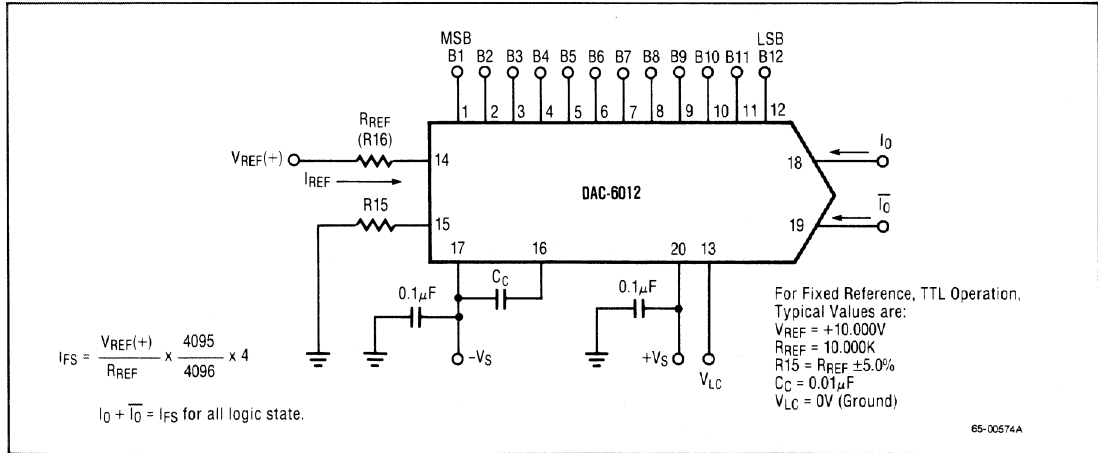 MSB LSB
B1 B2 B3 B4 B5 B6 B7 B8 B9 B10 B11 B12
1 2 3 4 5 6 7 8 9 10 11 12
RREF
(R16)
VREF(+) 14 18 I0
IREF
DAC-6012
R15
15 19 I0
17 16 20 13
CC
0.1μF 0.1μF
-VS +VS VLC
For Fixed Reference, TTL Operation,
Typical Values are:
VREF = +10.000V
RREF = 10.000K
R15 = RREF ±5.0%
CC = 0.01μF
VLC = 0V (Ground)
IFS = VREF(+) / RREF x 4095 / 4096 x 4
I0 + I0 = IFS for all logic state.
65-00574A